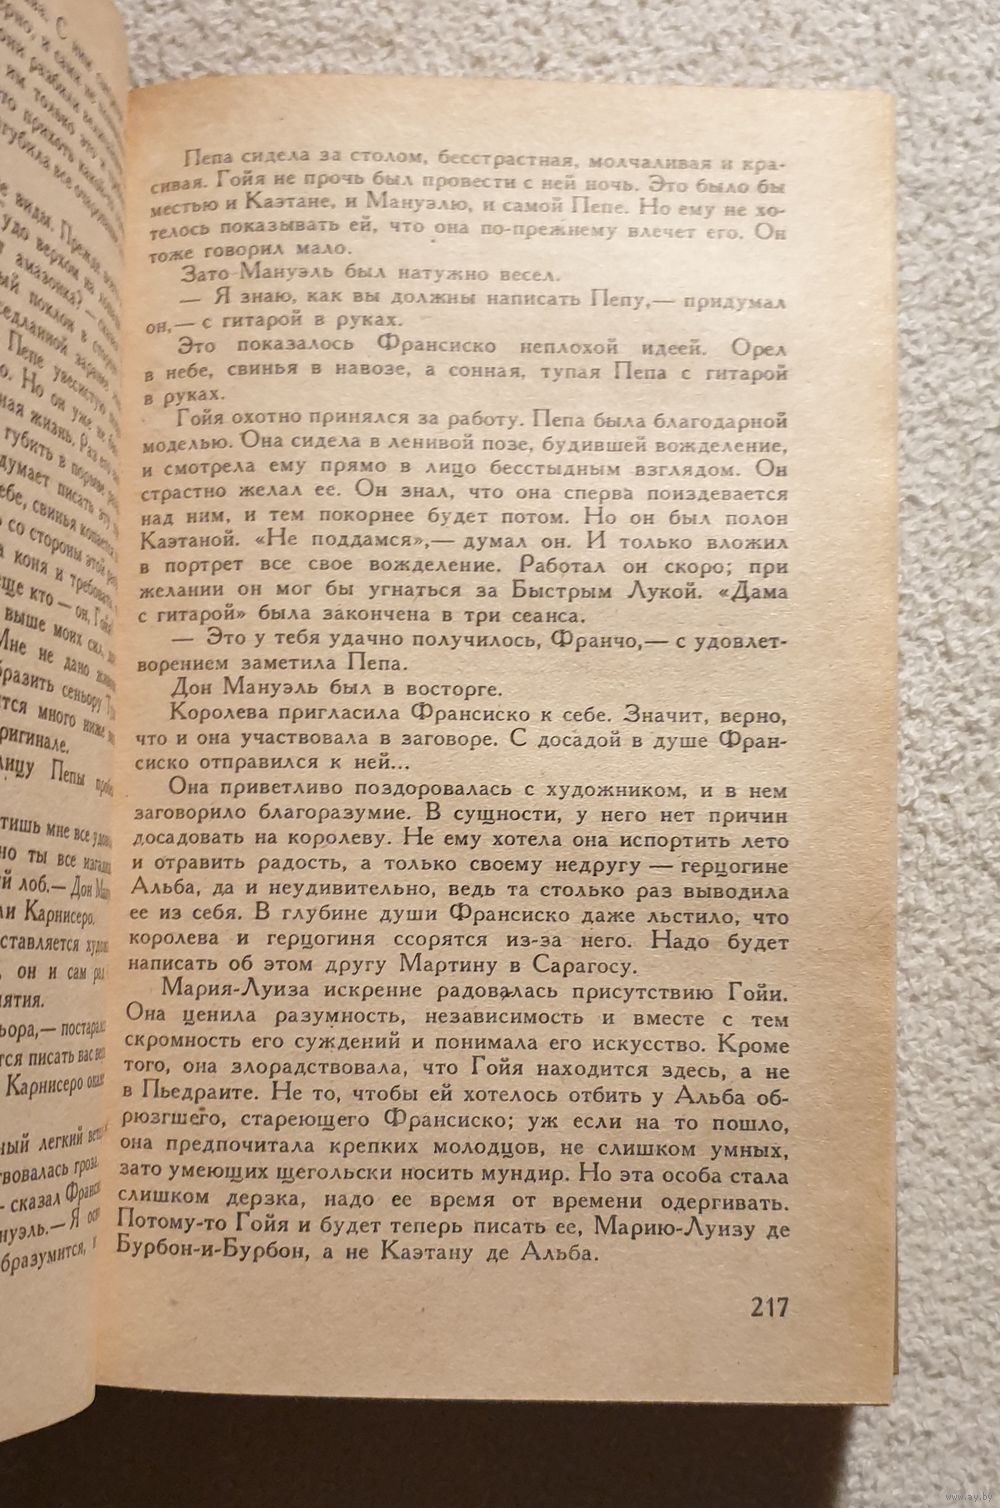 Пепа сидела за столом, бесстрастная, молчаливая и кра-
сивая. Гойя не прочь был провести с ней ночь. Это было бы
местью и Каэтане, и Мануэлю, и самой Пепе. Но ему не хо-
телось показывать ей, что она по-прежнему влечет его. Он
тоже говорил мало.
Зато Мануэль был натужно весел.
— Я знаю, как вы должны написать Пепу,— придумал
он,— с гитарой в руках.
Это показалось Франсиско неплохой идеей. Орел
в небе, свинья в навозе, а сонная, тупая Пепа с гитарой
в руках.
Гойя охотно принялся за работу. Пепа была благодарной
моделью. Она сидела в ленивой позе, будившей вожделение,
и смотрела ему прямо в лицо бесстыдным взглядом. Он
страстно желал ее. Он знал, что она сперва поиздевается
над ним, и тем покорнее будет потом. Но он был полон
Каэтаной. «Не поддамся»,— думал он. И только вложил
в портрет все свое вожделение. Работал он скоро; при
желании он мог бы угнаться за Быстрым Лукой. «Дама
с гитарой» была закончена в три сеанса.
— Это у тебя удачно получилось, Франчо,— с удовлет-
ворением заметила Пепа.
Дон Мануэль был в восторге.
Королева пригласила Франсиско к себе. Значит, верно,
что и она участвовала в заговоре. С досадой в душе Фран-
сиско отправился к ней...
Она приветливо поздоровалась с художником, и в нем
заговорило благоразумие. В сущности, у него нет причин
досадовать на королеву. Не ему хотела она испортить лето
и отравить радость, а только своему недругу — герцогине
Альба, да и неудивительно, ведь та столько раз выводила
ее из себя. В глубине души Франсиско даже льстило, что
королева и герцогиня ссорятся из-за него. Надо будет
написать об этом другу Мартину в Сарагосу.
Мария-Луиза искренне радовалась присутствию Гойи.
Она ценила разумность, независимость и вместе с тем
скромность его суждений и понимала его искусство. Кроме
того, она злорадствовала, что Гойя находится здесь, а не
в Пьедраите. Не то, чтобы ей хотелось отбить у Альба об-
рюзгшего, стареющего Франсиско; уж если на то пошло,
она предпочитала крепких молодцов, не слишком умных,
зато умеющих щегольски носить мундир. Но эта особа стала
слишком дерзка, надо ее время от времени одергивать.
Потому-то Гойя и будет теперь писать ее, Марию-Луизу де
Бурбон-и-Бурбон, а не Каэтану де Альба.
217
www.ay.by